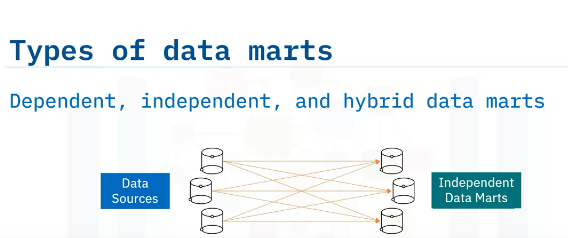 Types of data marts
Dependent, independent, and hybrid data marts
Data
Sources
Independent
Data Marts